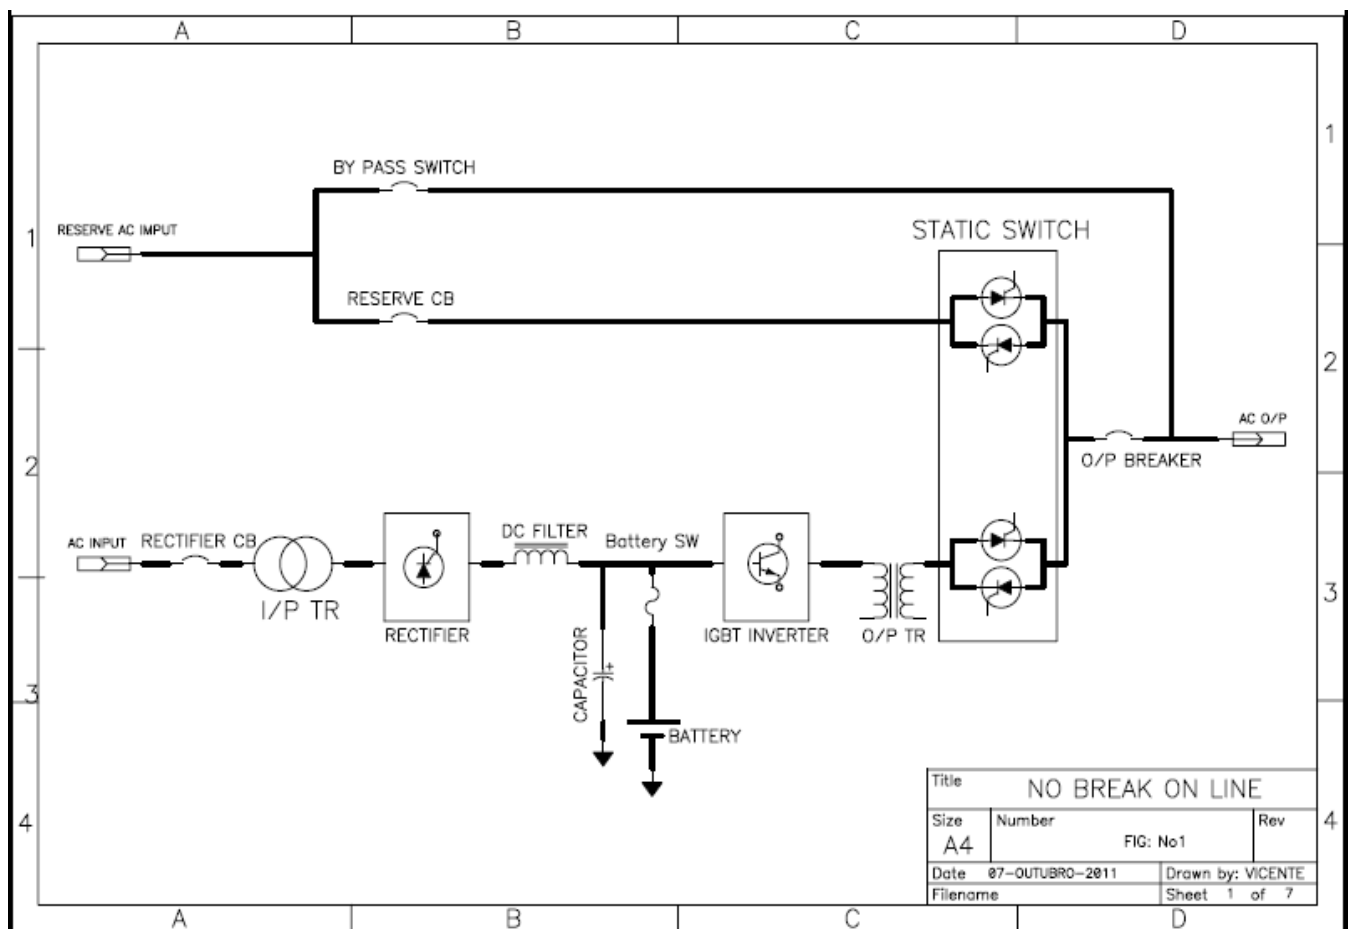 A B C D
1
BY PASS SWITCH
RESERVE AC IMPUT
1
STATIC SWITCH
RESERVE CB
2
AC O/P
O/P BREAKER
2
DC FILTER
Battery SW
AC INPUT
RECTIFIER CB
I/P TR
RECTIFIER
IGBT INVERTER
O/P TR
3
CAPACITOR
+
3
BATTERY
Title
NO BREAK ON LINE
4
Size
Number
Rev
4
A4
FIG: No1
Date 07-OUTUBRO-2011
Drawn by: VICENTE
Filename
Sheet 1 of 7
A B C D